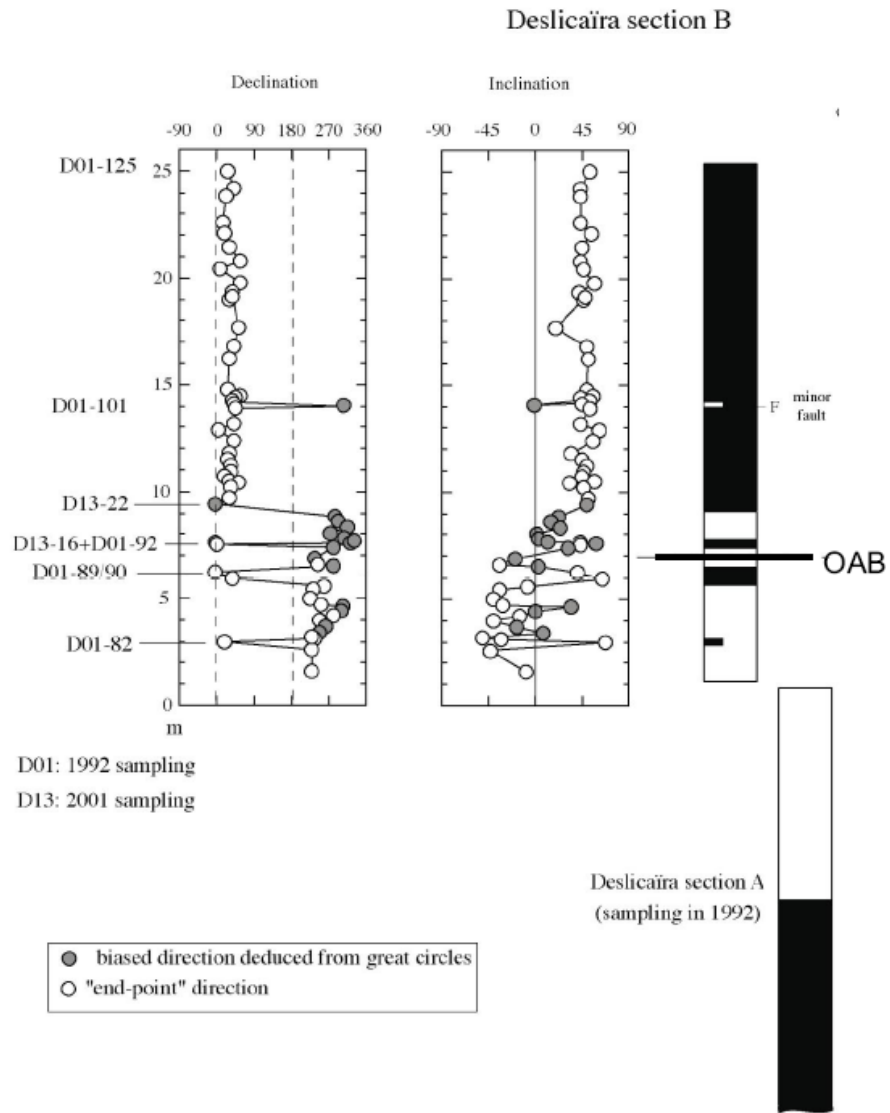 Deslicaïra section B
Declination
Inclination
-90 0 90 180 270 360
-90 -45 0 45 90
D01-125
25
20
15
D01-101
F minor
fault
D13-22
10
D13-16+D01-92
OAB
D01-89/90
5
D01-82
0
m
D01: 1992 sampling
D13: 2001 sampling
Deslicaïra section A
(sampling in 1992)
biased direction deduced from great circles
"end-point" direction